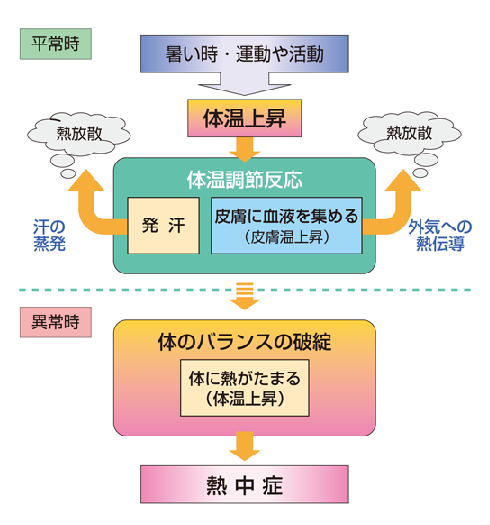 平常時
暑い時・運動や活動
体温上昇
熱放散
熱放散
体温調節反応
発汗
皮膚に血液を集める
（皮膚温上昇）
汗の
蒸発
外気への
熱伝導
異常時
体のバランスの破綻
体に熱がたまる
（体温上昇）
熱中症